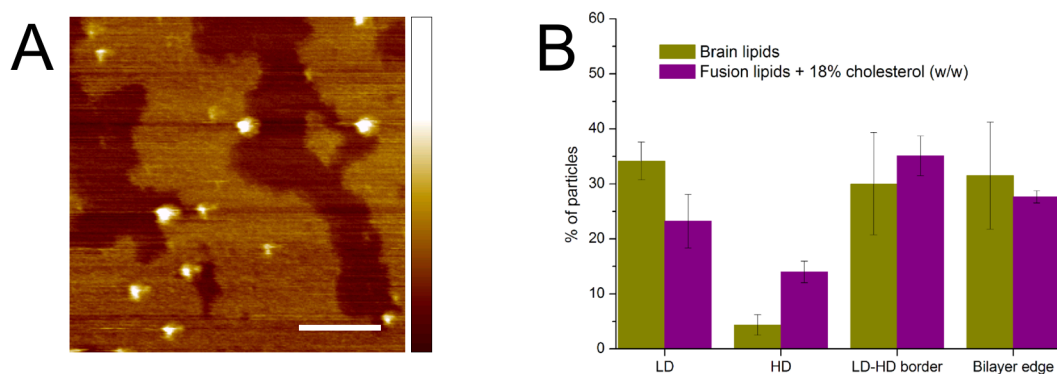 A
B
60
50
40
30
20
10
0
% of particles
Brain lipids
Fusion lipids + 18% cholesterol (w/w)
LD
HD
LD-HD border
Bilayer edge